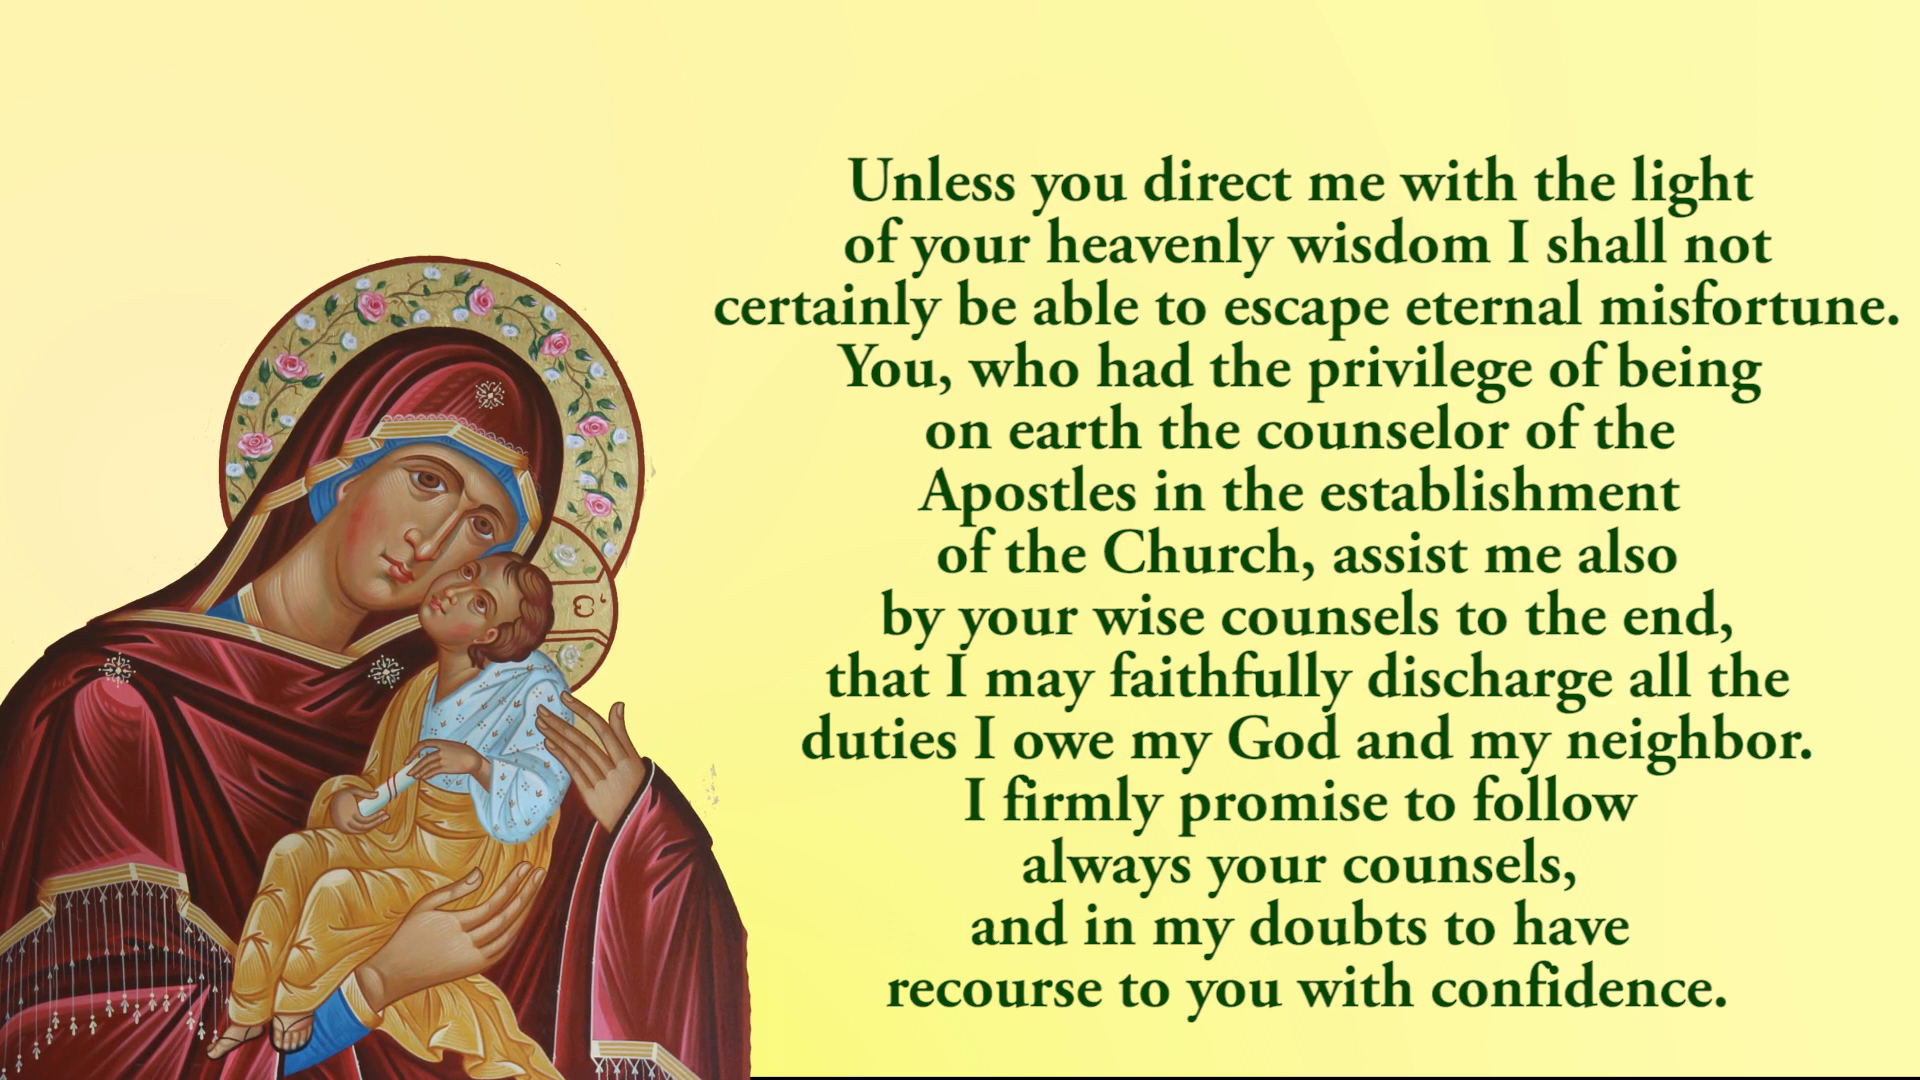 Unless you direct me with the light
of your heavenly wisdom I shall not
certainly be able to escape eternal misfortune.
You, who had the privilege of being
on earth the counselor of the
Apostles in the establishment
of the Church, assist me also
by your wise counsels to the end,
that I may faithfully discharge all the
duties I owe my God and my neighbor.
I firmly promise to follow
always your counsels,
and in my doubts to have
recourse to you with confidence.